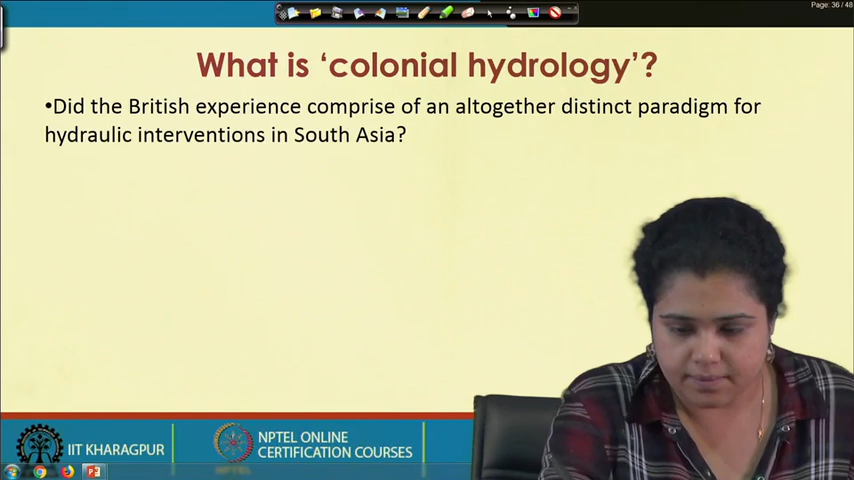 Page: 36 / 48
What is ‘colonial hydrology’?
•Did the British experience comprise of an altogether distinct paradigm for
hydraulic interventions in South Asia?
IIT KHARAGPUR
NPTEL ONLINE
CERTIFICATION COURSES